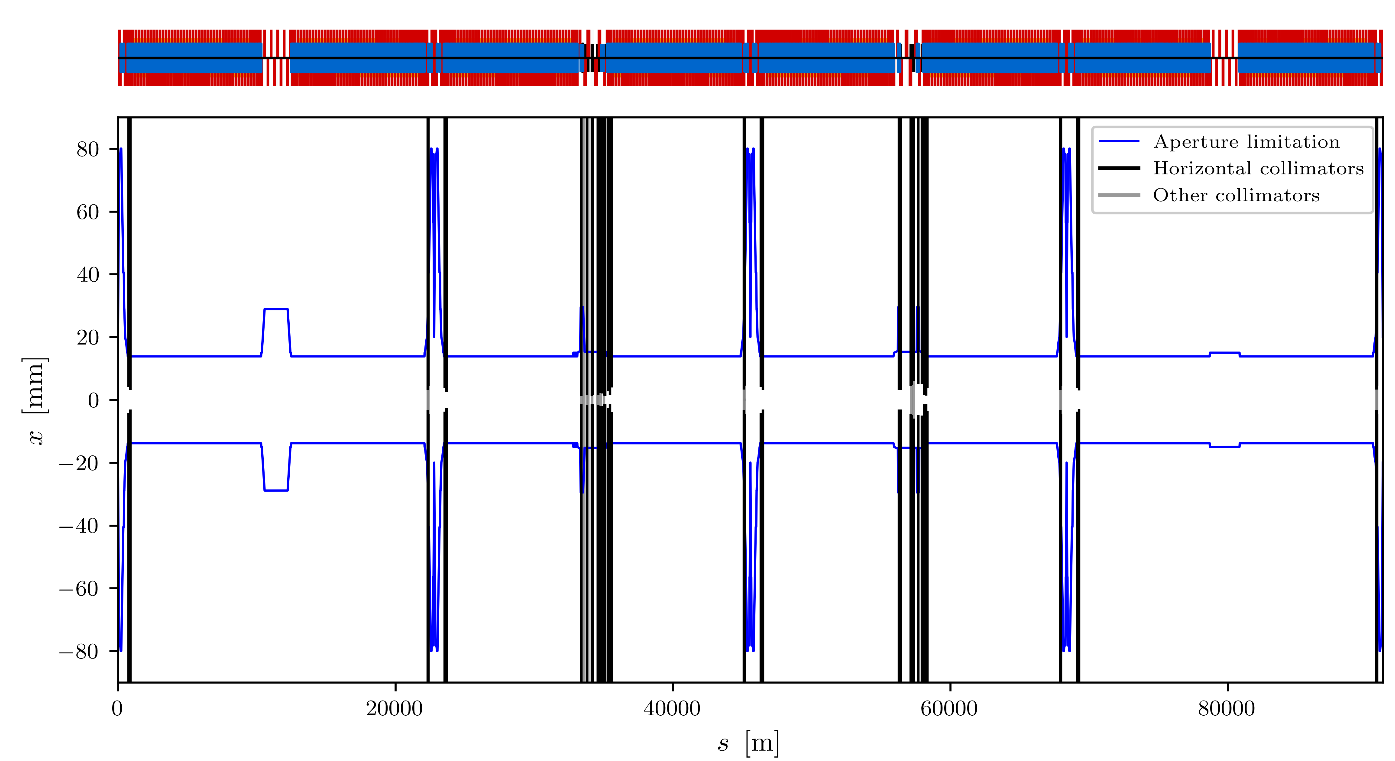 Aperture limitation
Horizontal collimators
Other collimators
80
60
40
20
0
−20
−40
−60
−80
x [mm]
0 20000 40000 60000 80000
s [m]